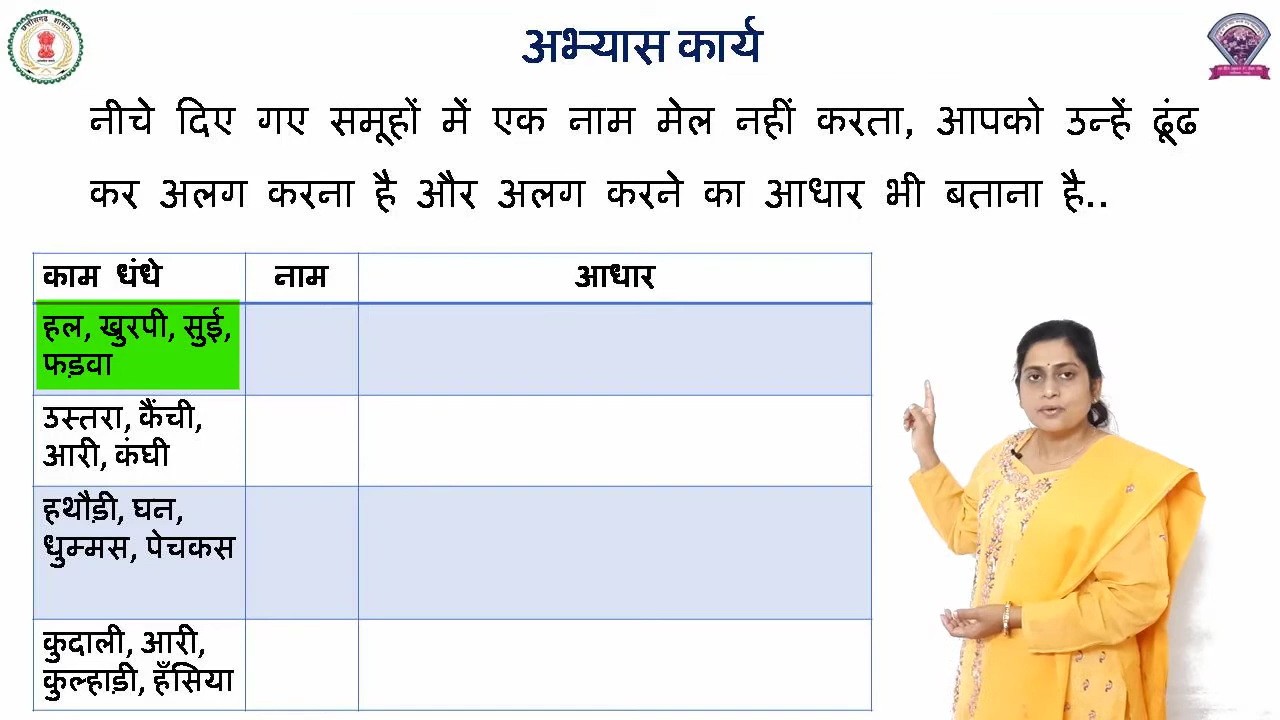 अभ्यास कार्य
नीचे दिए गए समूहों में एक नाम मेल नहीं करता, आपको उन्हें ढूंढ
कर अलग करना है और अलग करने का आधार भी बताना है..
काम धंधे नाम आधार
हल, खुरपी, सुई,
फड़वा
उस्तरा, कैंची,
आरी, कंघी
हथौड़ी, घन,
धुम्मस, पेचकस
कुदाली, आरी,
कुल्हाड़ी, हँसिया